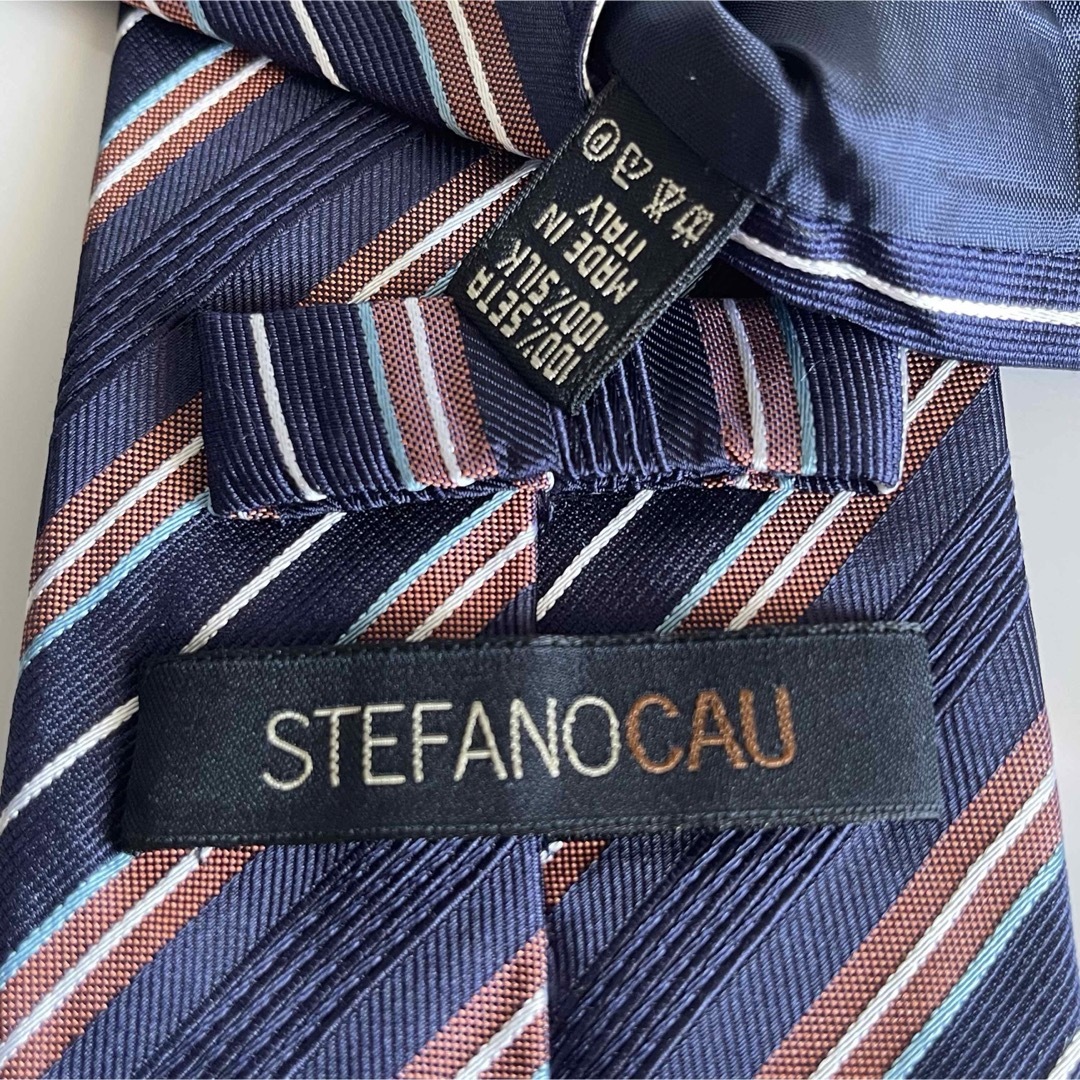 100% SETA
100% SILK
MADE IN
ITALY
P
STEFANOCAU